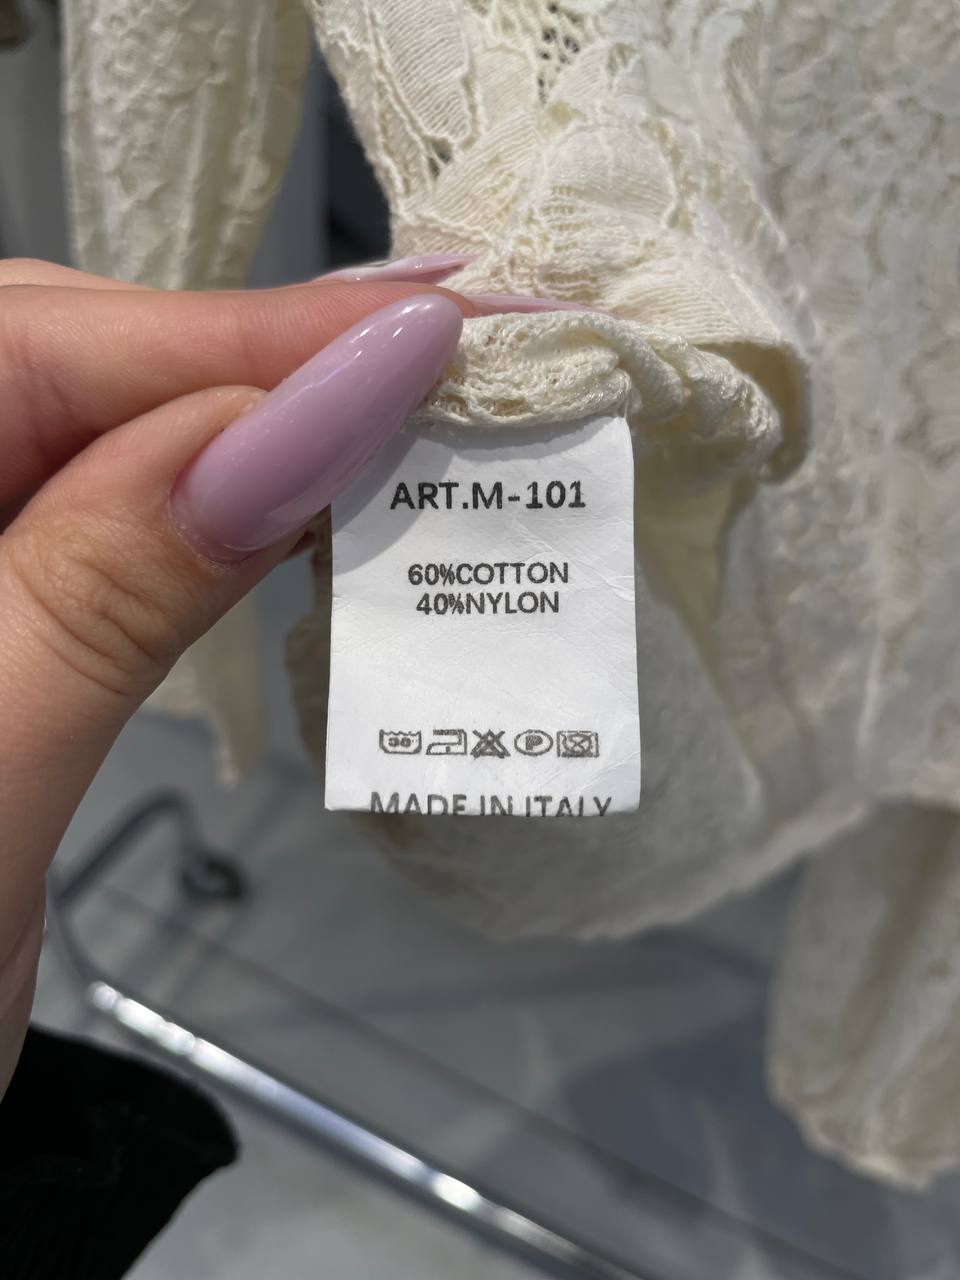 ART.M-101
60%COTTON
40%NYLON
P
MADE IN ITALY